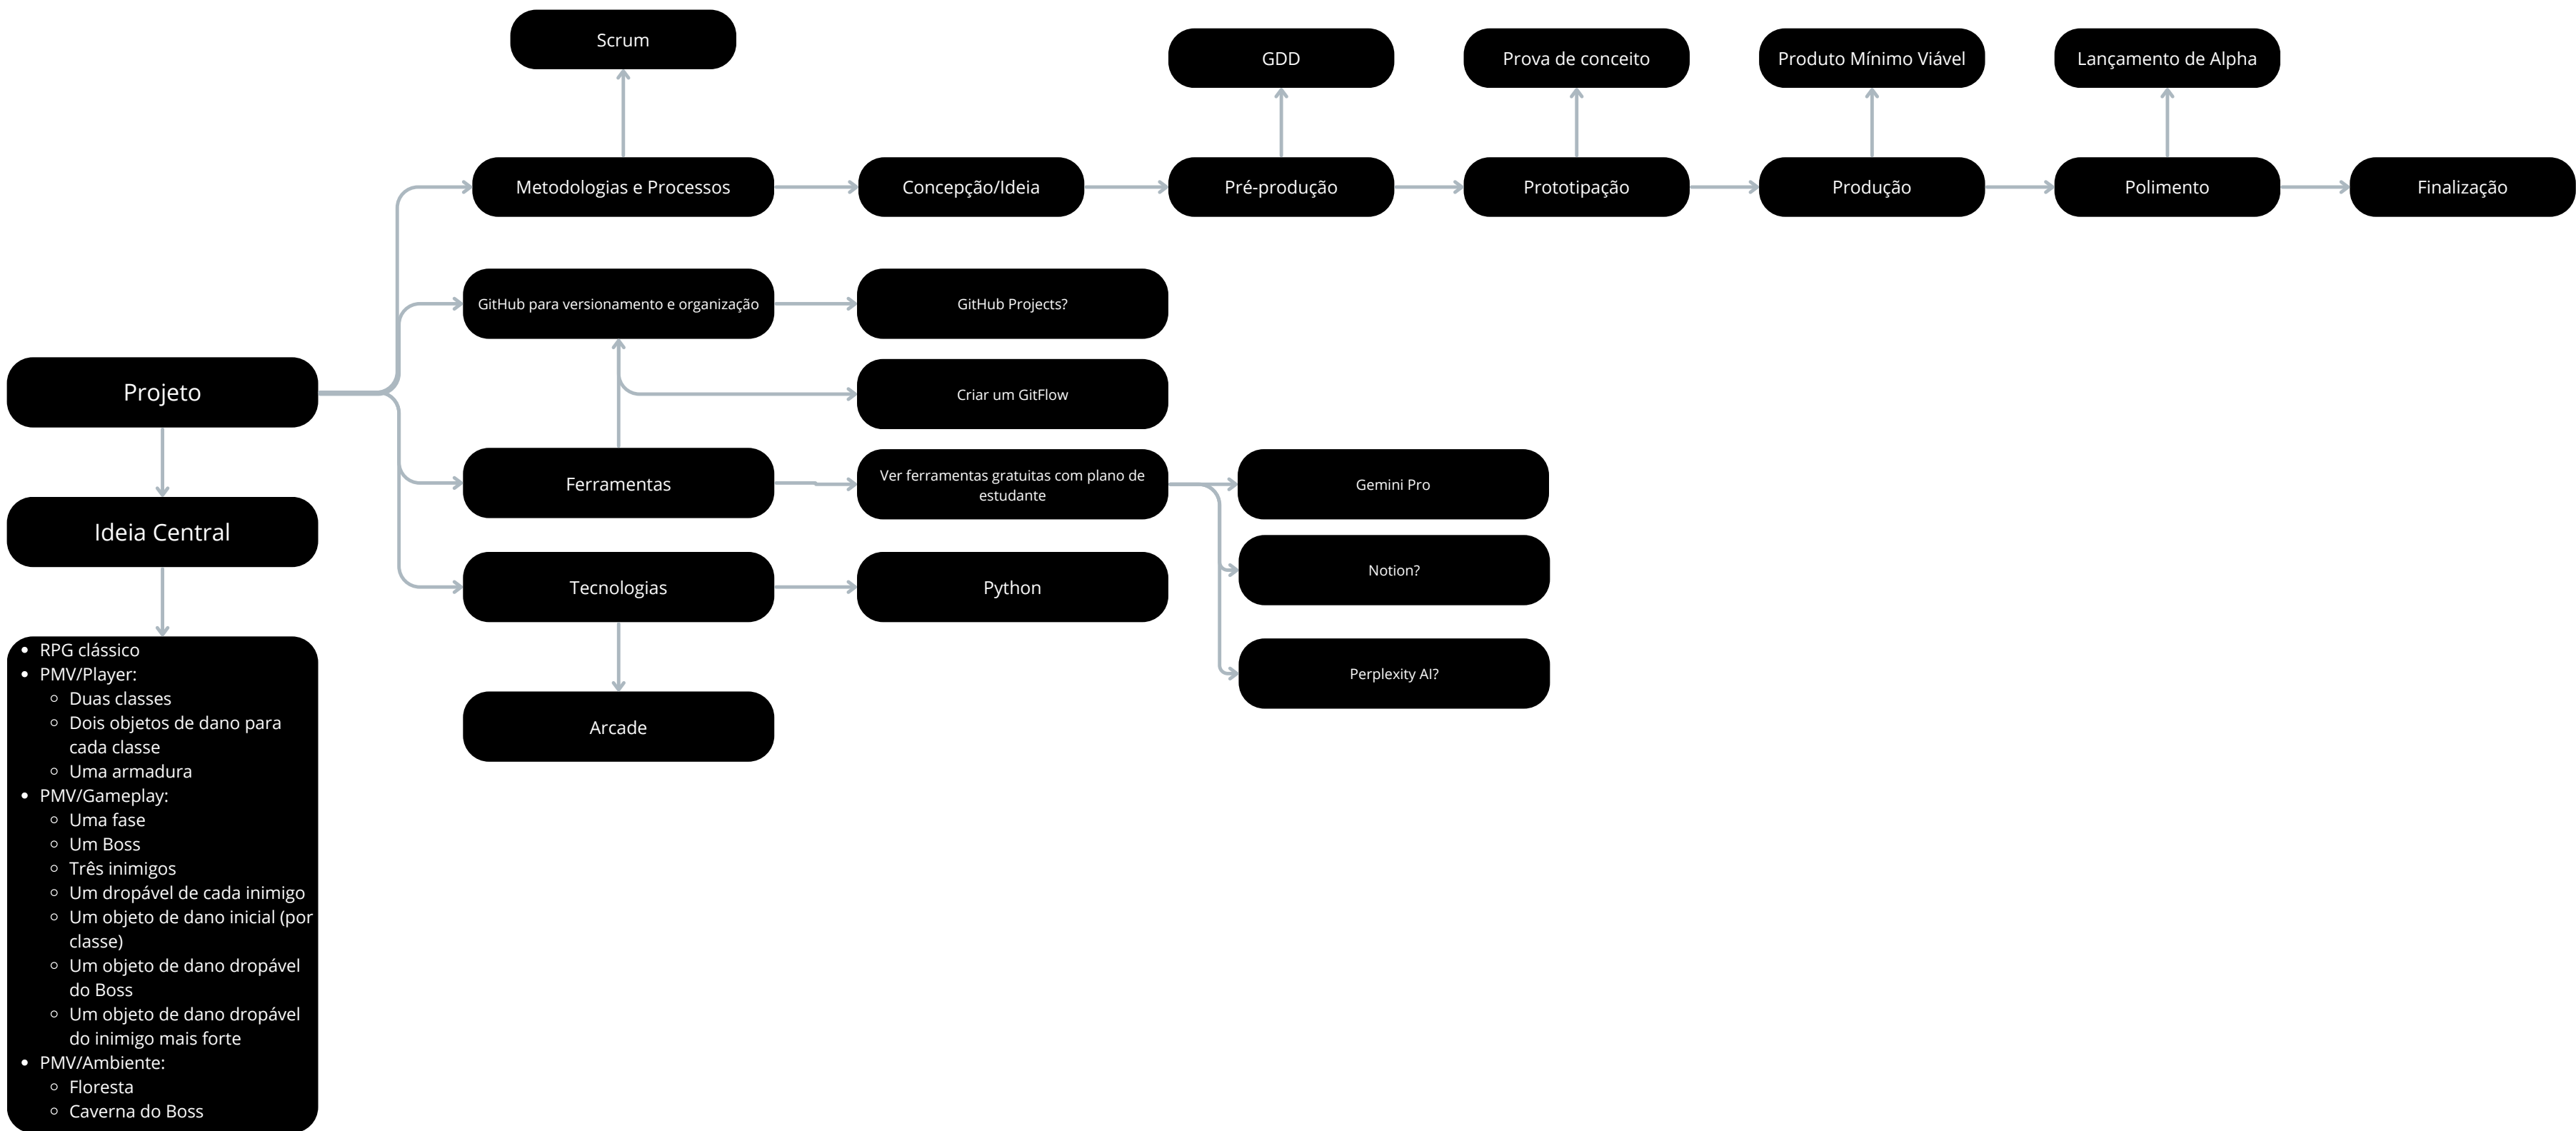 Scrum
GDD
Prova de conceito
Produto Mínimo Viável
Lançamento de Alpha
Metodologias e Processos
Concepção/Ideia
Pré-produção
Prototipação
Produção
Polimento
Finalização
GitHub para versionamento e organização
GitHub Projects?
Projeto
Criar um GitFlow
Ferramentas
Ver ferramentas gratuitas com plano de
estudante
Gemini Pro
Ideia Central
Notion?
Tecnologias
Python
Perplexity AI?
Arcade
• RPG clássico
• PMV/Player:
◦ Duas classes
◦ Dois objetos de dano para
cada classe
◦ Uma armadura
• PMV/Gameplay:
◦ Uma fase
◦ Um Boss
◦ Três inimigos
◦ Um dropável de cada inimigo
◦ Um objeto de dano inicial (por
classe)
◦ Um objeto de dano dropável
do Boss
◦ Um objeto de dano dropável
do inimigo mais forte
• PMV/Ambiente:
◦ Floresta
◦ Caverna do Boss